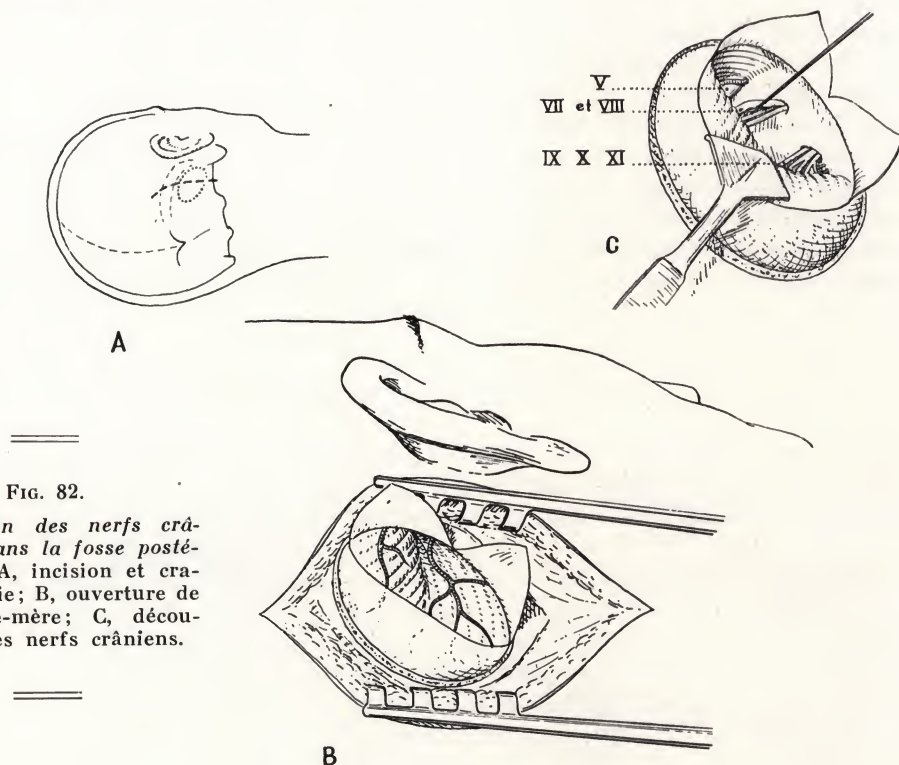 V
VII et VIII
IX X XI
C
A
FIG. 82.
n des nerfs crâ-
ans la fosse posté-
A, incision et cra-
ie; B, ouverture de
e-mère; C, décou-
es nerfs crâniens.
B